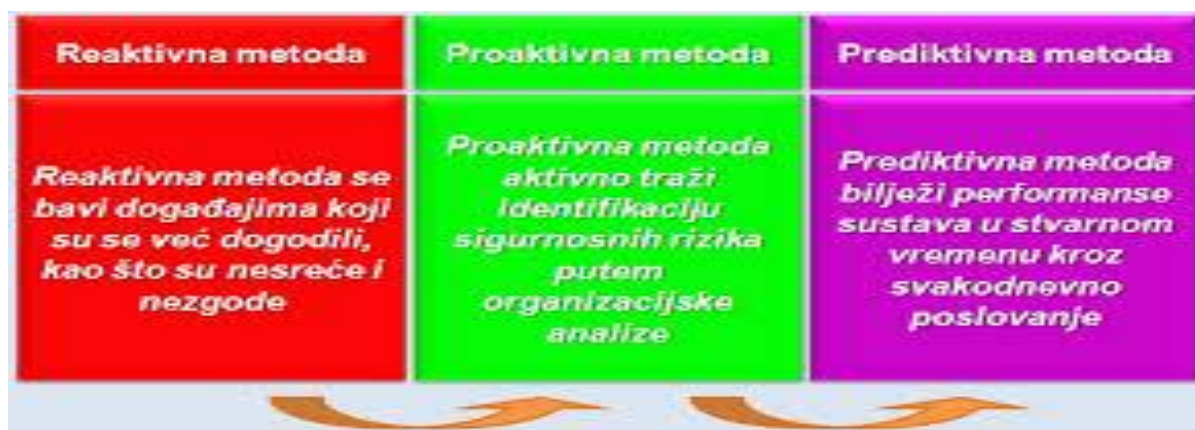 Reaktivna metoda
Proaktivna metoda
Prediktivna metoda
Reaktivna metoda se
bavi događajima koji
su se već dogodili,
kao što su nesreće i
nezgode
Proaktivna metoda
aktivno traži
identifikaciju
sigurnosnih rizika
putem
organizacijske
analize
Prediktivna metoda
bilježi performanse
sustava u stvarnom
vremenu kroz
svakodnevno
poslovanje